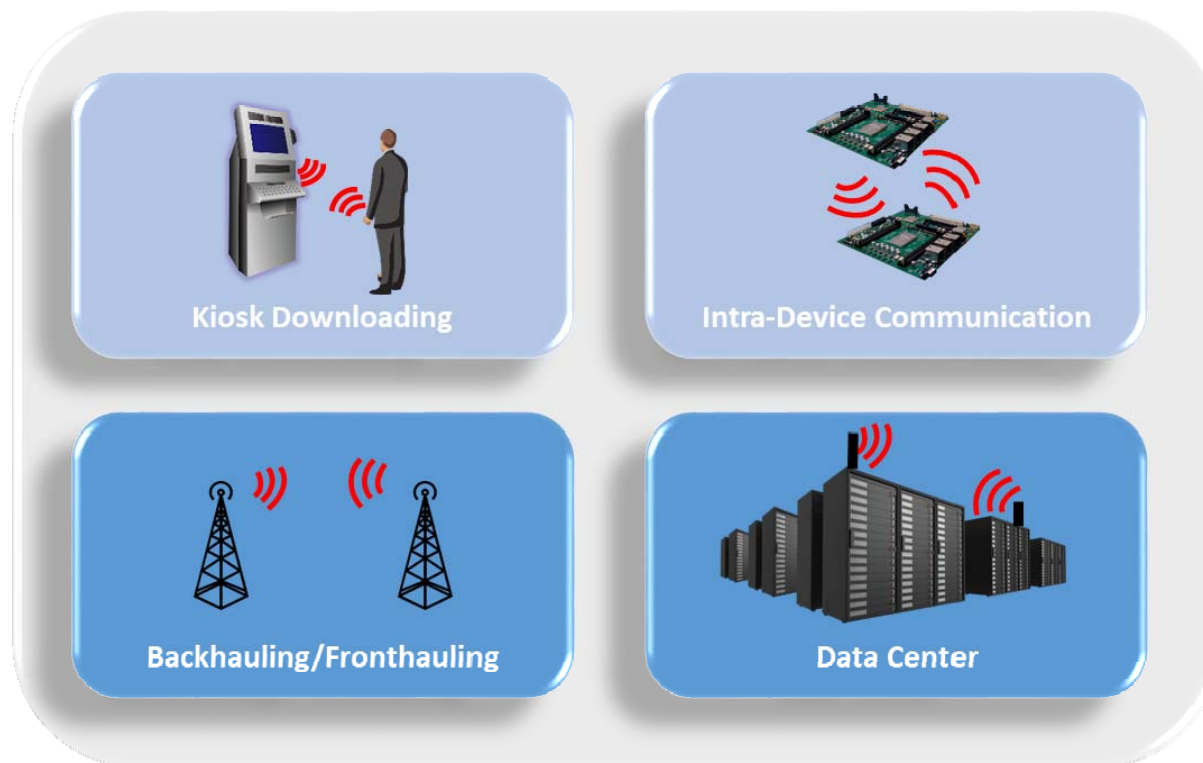 Kiosk Downloading
Intra-Device Communication
Backhauling/Fronthauling
Data Center